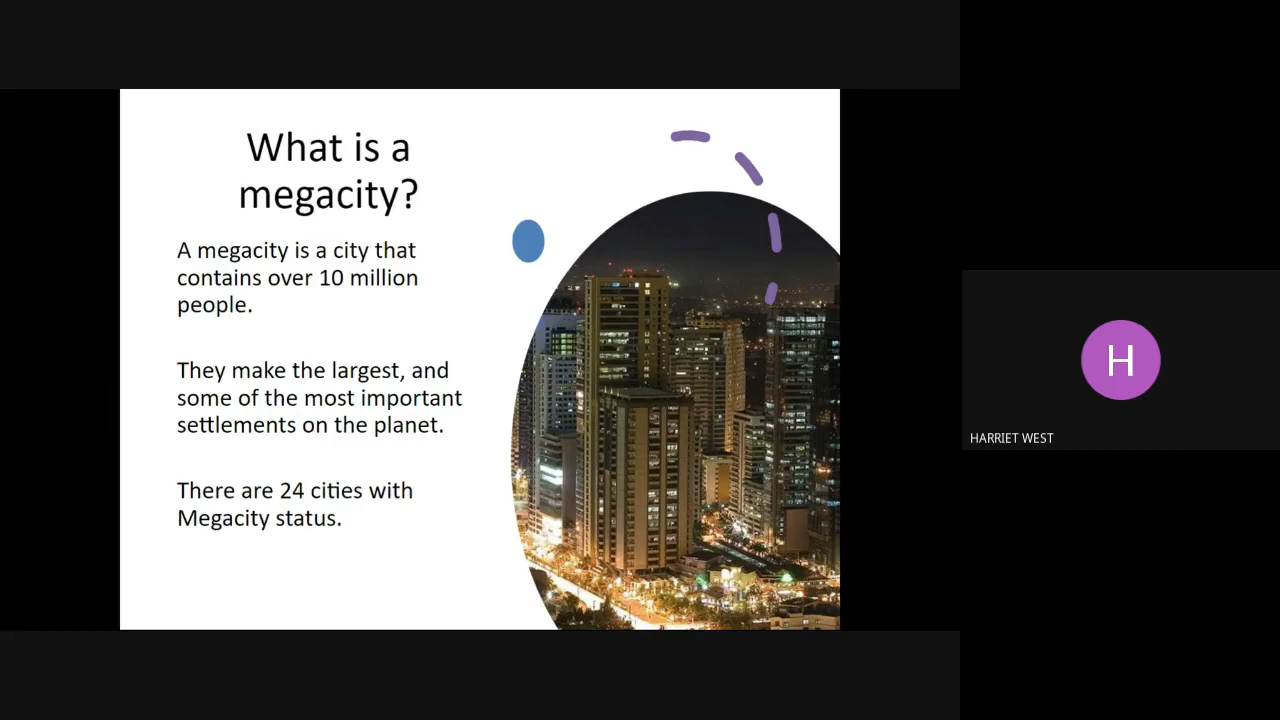 What is a
megacity?
A megacity is a city that
contains over 10 million
people.
They make the largest, and
some of the most important
settlements on the planet.
There are 24 cities with
Megacity status.
H
HARRIET WEST